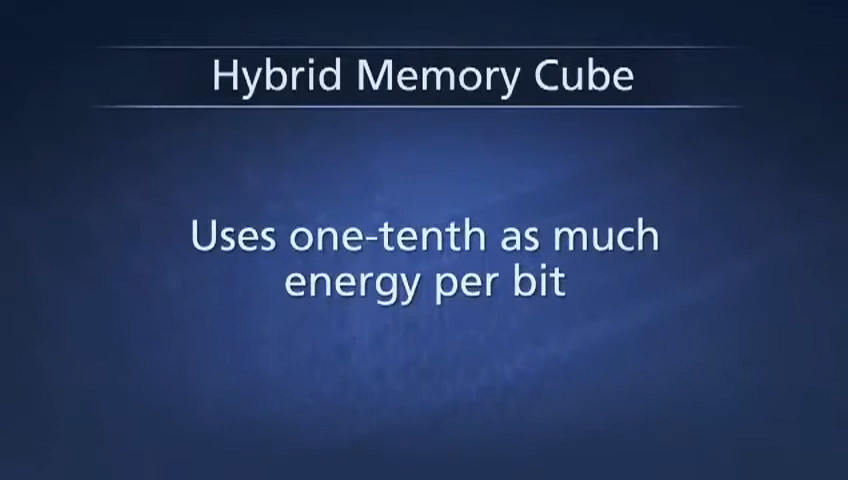 Hybrid Memory Cube
Uses one-tenth as much
energy per bit